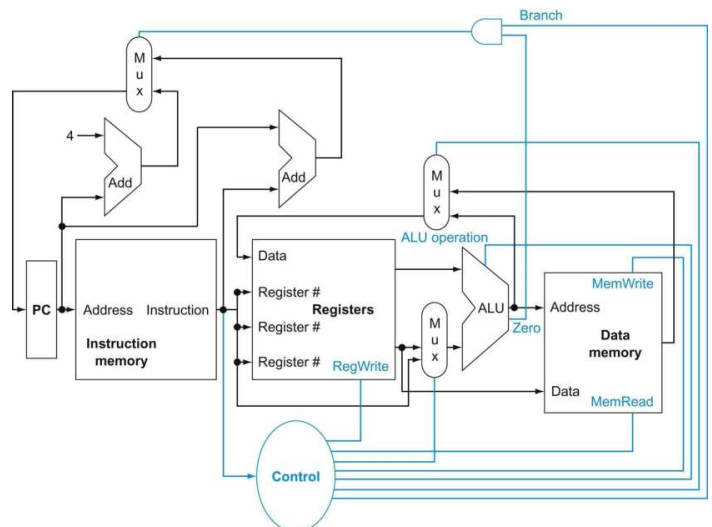 Branch
M
u
x
4
Add
Add
M
u
x
ALU operation
Data
Register #
Registers
Register #
Register #
RegWrite
PC
Address
Instruction
Instruction
memory
M
u
x
ALU
Zero
MemWrite
Address
Data
memory
Data
MemRead
Control